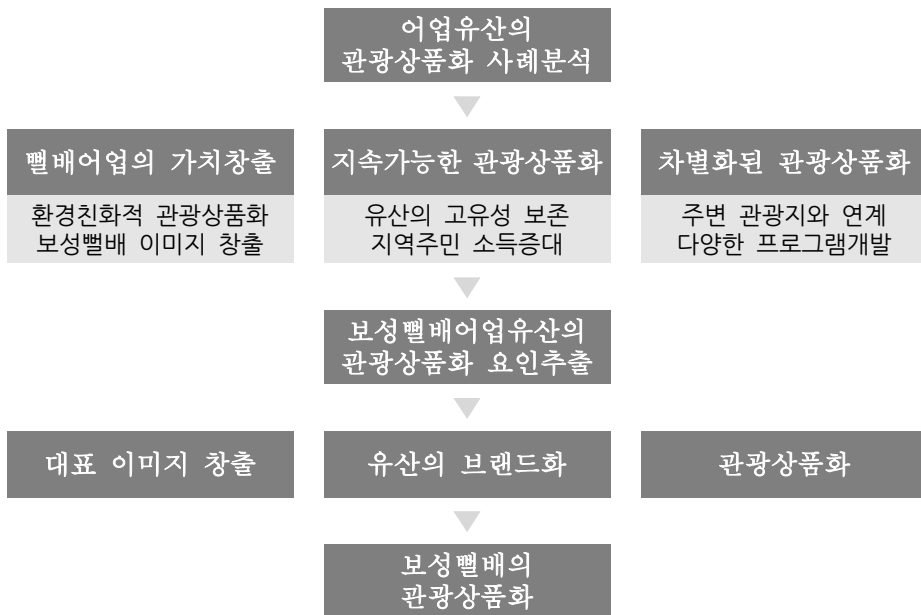 어업유산의
관광상품화 사례분석
뻘배어업의 가치창출
지속가능한 관광상품화
차별화된 관광상품화
환경친화적 관광상품화
보성뻘배 이미지 창출
유산의 고유성 보존
지역주민 소득증대
주변 관광지와 연계
다양한 프로그램개발
보성뻘배어업유산의
관광상품화 요인추출
대표 이미지 창출
유산의 브랜드화
관광상품화
보성뻘배의
관광상품화